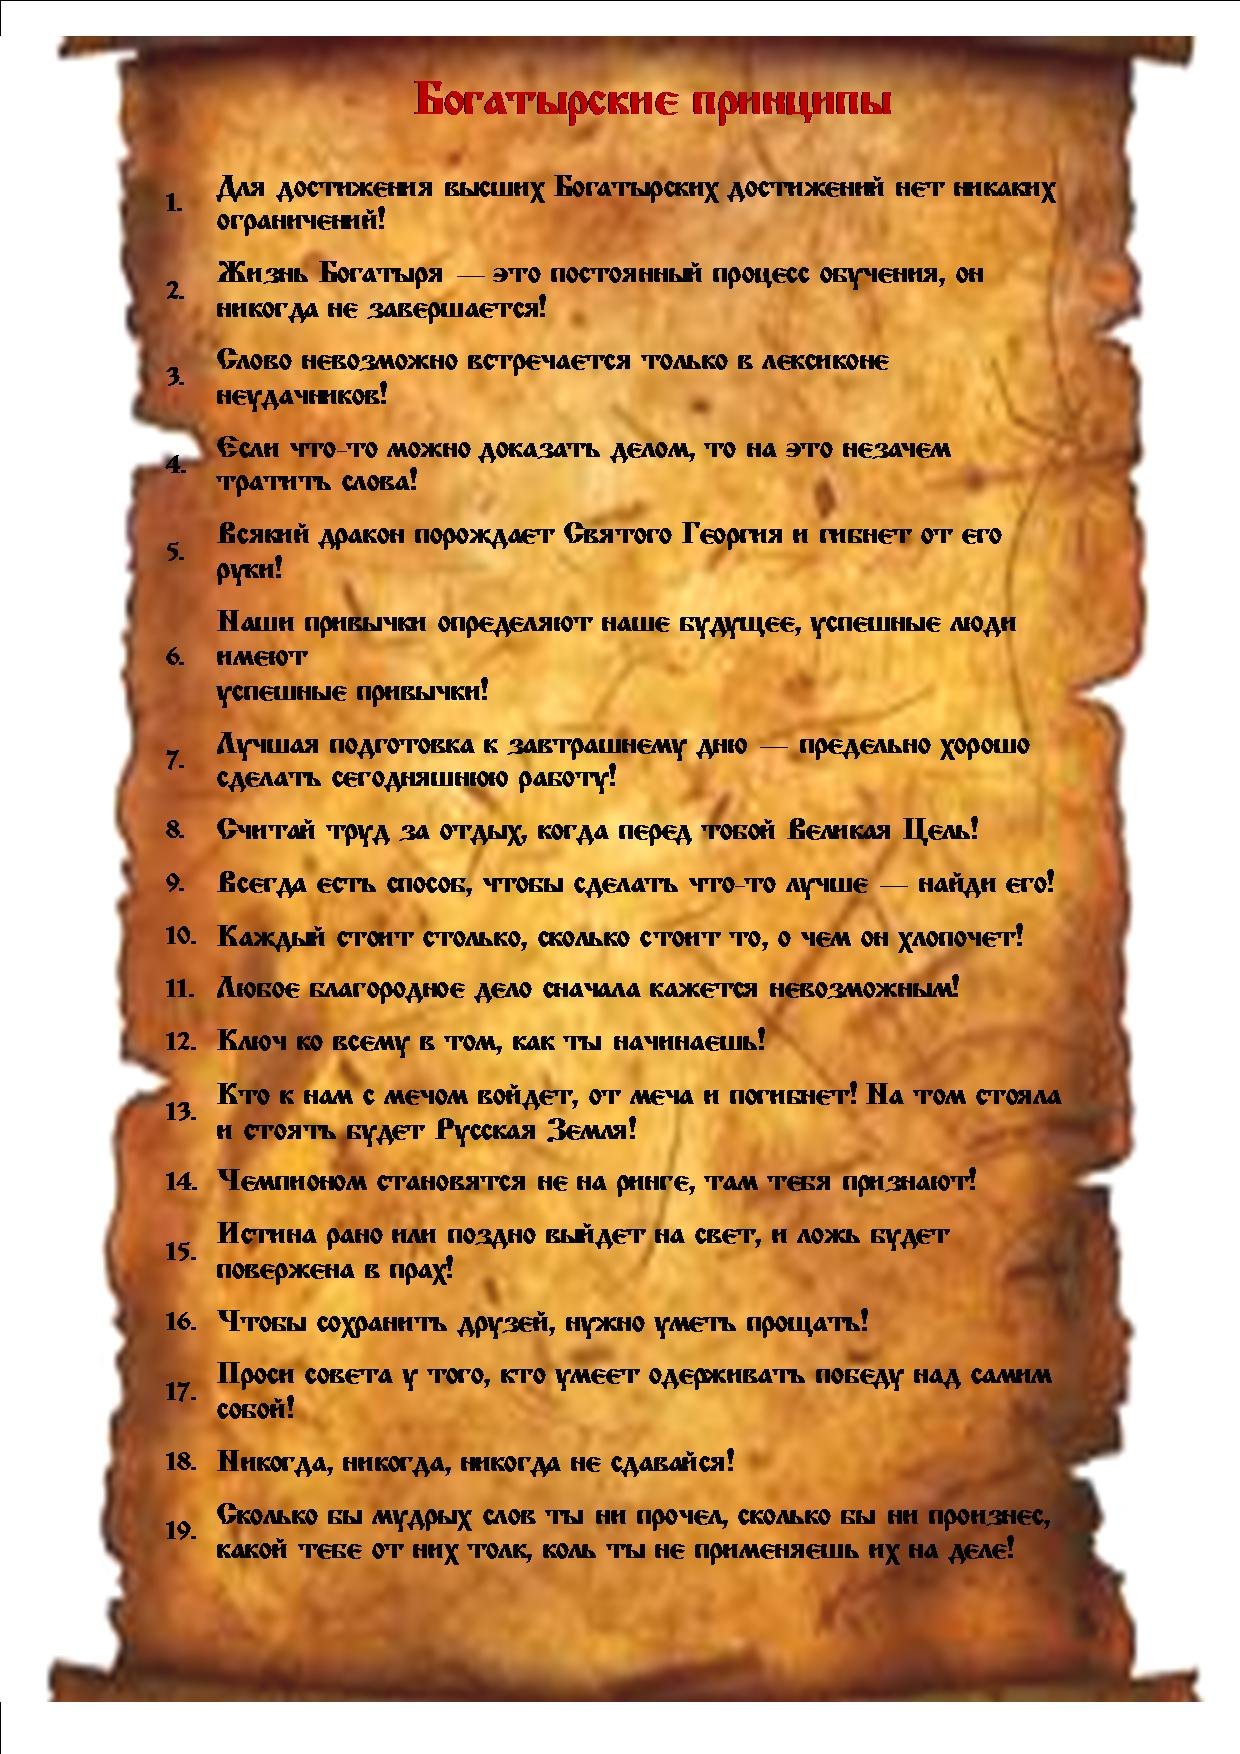 Богатырские принципы
1. Для достижения высших Богатырских достижений нет никаких
ограничений!
2. Жизнь Богатыря — это постоянный процесс обучения, он
никогда не завершается!
3. Слово невозможно встречается только в лексиконе
неудачников!
4. Если что-то можно доказать делом, то на это незачем
тратить слова!
5. Всякий дракон порождает Святого Георгия и гибнет от его
руки!
6. Наши привычки определяют наше будущее, успешные люди
имеют
успешные привычки!
7. Лучшая подготовка к завтрашнему дню — предельно хорошо
сделать сегодняшнюю работу!
8. Считай труд за отдых, когда перед тобой Великая Цель!
9. Всегда есть способ, чтобы сделать что-то лучше — найди его!
10. Каждый стоит столько, сколько стоит то, о чем он хлопочет!
11. Любое благородное дело сначала кажется невозможным!
12. Ключ ко всему в том, как ты начинаешь!
13. Кто к нам с мечом войдет, от меча и погибнет! На том стояла
и стоять будет Русская Земля!
14. Чемпионом становятся не на ринге, там тебя признают!
15. Истина рано или поздно выйдет на свет, и ложь будет
повержена в прах!
16. Чтобы сохранить друзей, нужно уметь прощать!
17. Проси совета у того, кто умеет одерживать победу над самим
собой!
18. Никогда, никогда, никогда не сдавайся!
19. Сколько бы мудрых слов ты ни прочел, сколько бы ни произнес,
какой тебе от них толк, коль ты не применяешь их на деле!